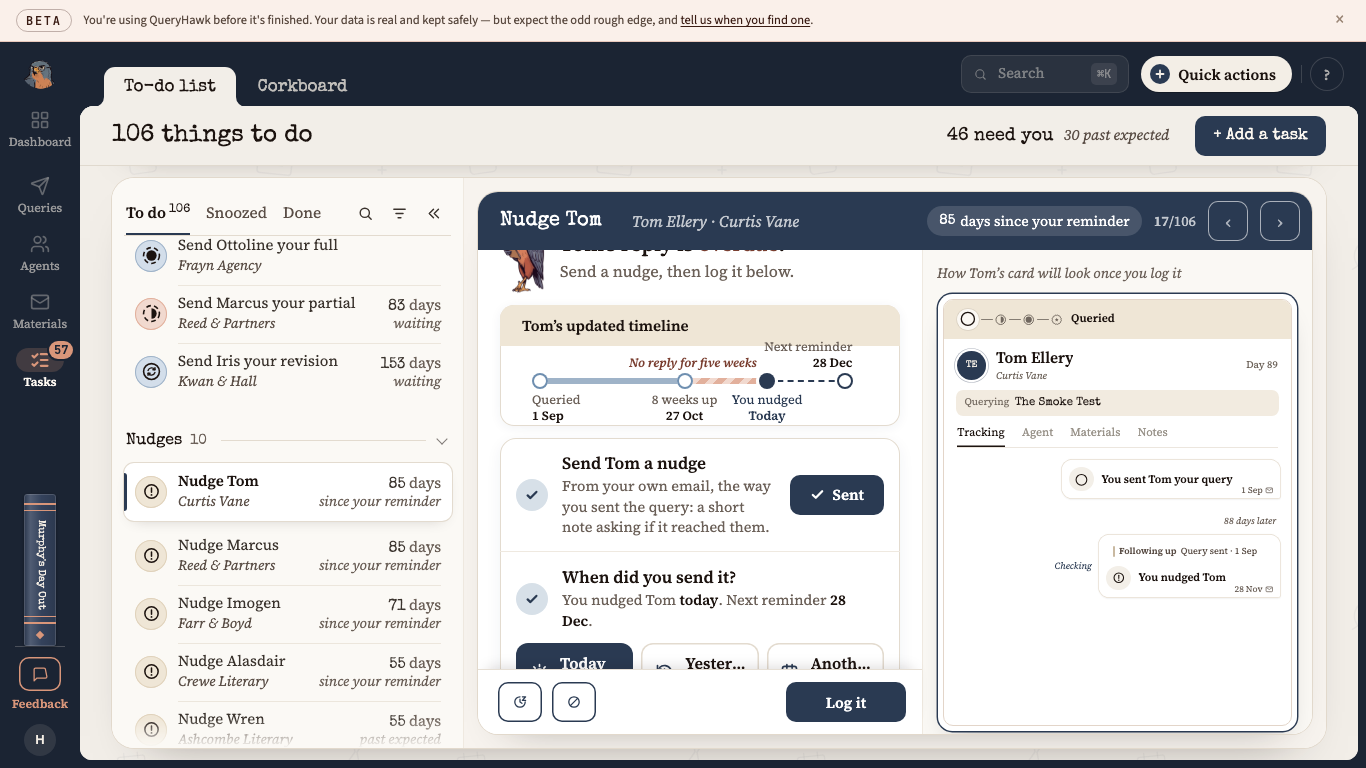 BETA You're using QueryHawk before it's finished. Your data is real and kept safely — but expect the odd rough edge, and tell us when you find one. ×
To-do list
Corkboard
Search ⌘K
+ Quick actions
?
Dashboard
Queries
Agents
Materials
57
Tasks
Murphy's Day Out
Feedback
H
106 things to do
46 need you 30 past expected
+ Add a task
To do 106 Snoozed Done
Send Ottoline your full
Frayn Agency
Send Marcus your partial 83 days
Reed & Partners waiting
Send Iris your revision 153 days
Kwan & Hall waiting
Nudges 10
Nudge Tom 85 days
Curtis Vane since your reminder
Nudge Marcus 85 days
Reed & Partners since your reminder
Nudge Imogen 71 days
Farr & Boyd since your reminder
Nudge Alasdair 55 days
Crewe Literary since your reminder
Nudge Wren 55 days
Ashcombe Literary past expected
Nudge Tom Tom Ellery · Curtis Vane 85 days since your reminder 17/106 ‹ ›
Tom's reply is overdue.
Send a nudge, then log it below.
Tom's updated timeline
Next reminder
No reply for five weeks 28 Dec
Queried 8 weeks up You nudged
1 Sep 27 Oct Today
Send Tom a nudge
From your own email, the way
you sent the query: a short
note asking if it reached them.
Sent
When did you send it?
You nudged Tom today. Next reminder 28
Dec.
Today Yester... Anoth...
Log it
How Tom's card will look once you log it
Queried
TE
Tom Ellery Day 89
Curtis Vane
Querying The Smoke Test
Tracking Agent Materials Notes
You sent Tom your query
1 Sep
88 days later
Following up Query sent · 1 Sep
Checking
You nudged Tom
28 Nov